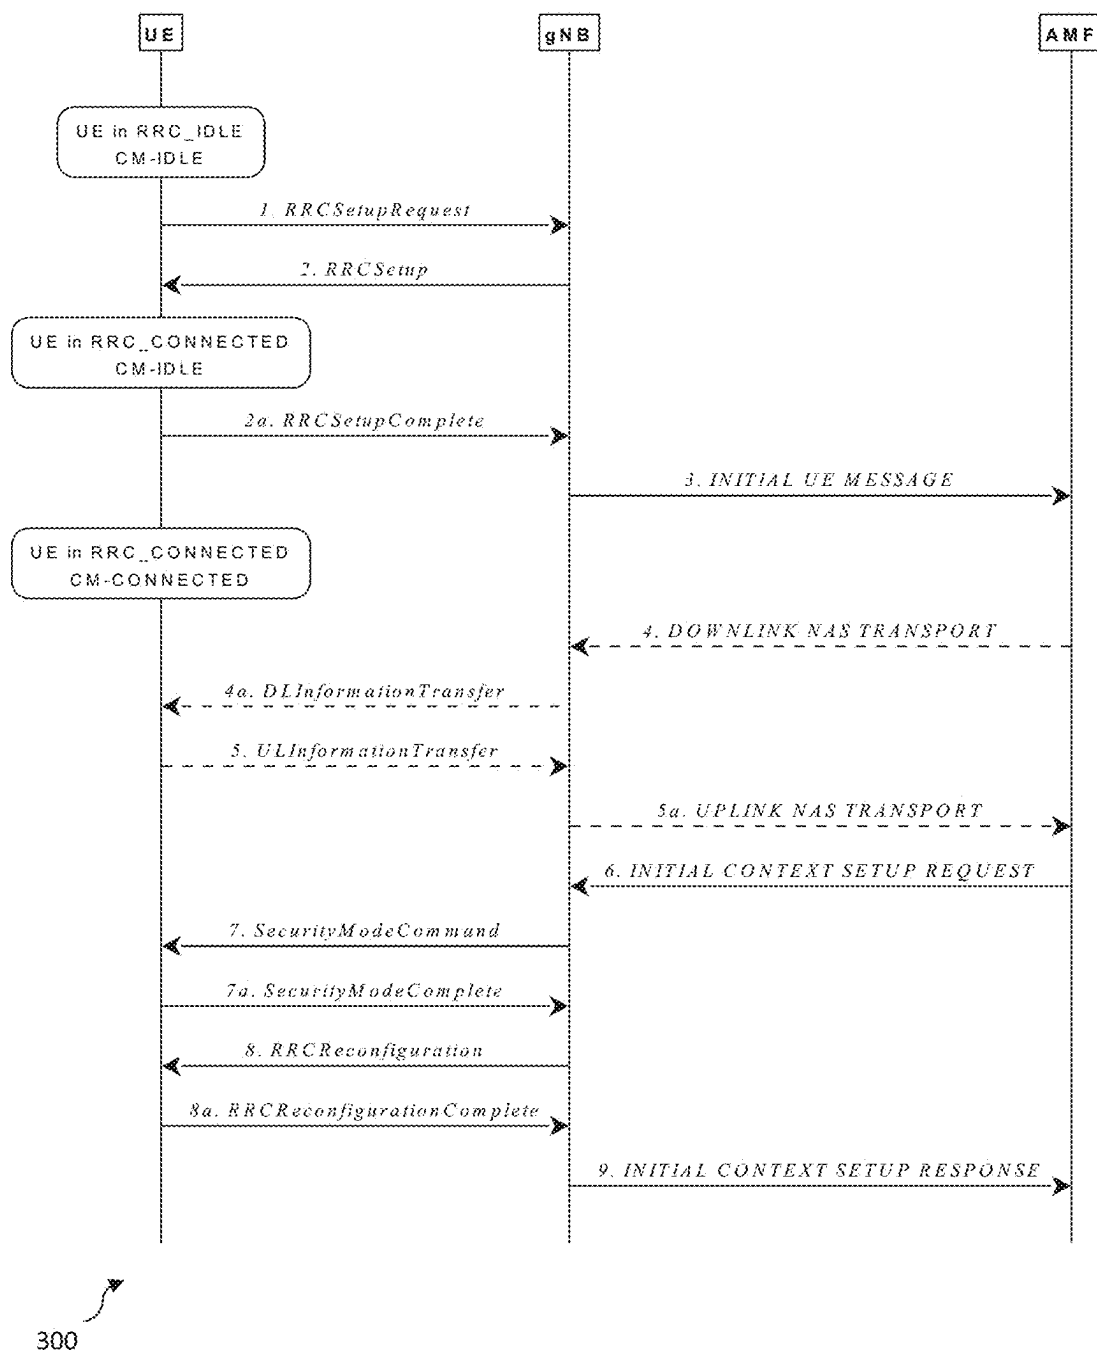 UE gNB AMF
UE in RRC_IDLE
CM-IDLE
1. RRCSetupRequest
2. RRCSetup
UE in RRC_CONNECTED
CM-IDLE
2a. RRCSetupComplete
3. INITIAL UE MESSAGE
UE in RRC_CONNECTED
CM-CONNECTED
4. DOWNLINK NAS TRANSPORT
4a. DLInformationTransfer
5. ULInformationTransfer
5a. UPLINK NAS TRANSPORT
6. INITIAL CONTEXT SETUP REQUEST
7. SecurityModeCommand
7a. SecurityModeComplete
8. RRCReconfiguration
8a. RRCReconfigurationComplete
9. INITIAL CONTEXT SETUP RESPONSE
300